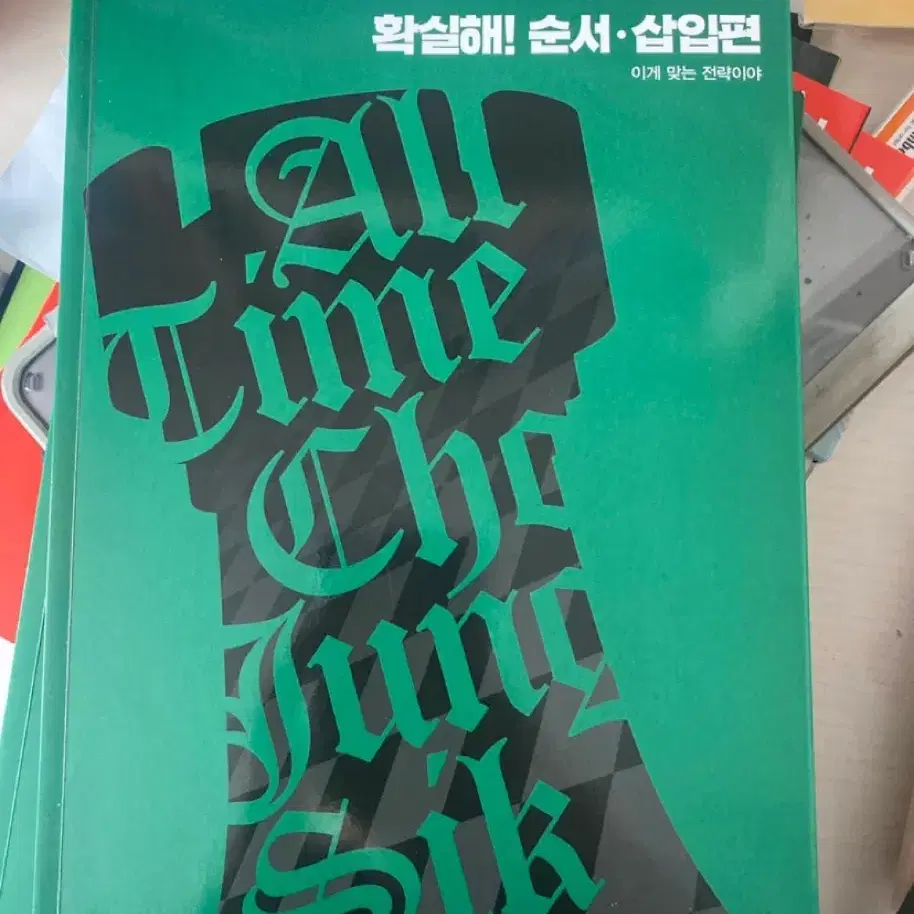 확실해! 순서·삽입편
이게 맞는 전략이야
All
Time
Cho
Jung
Sik